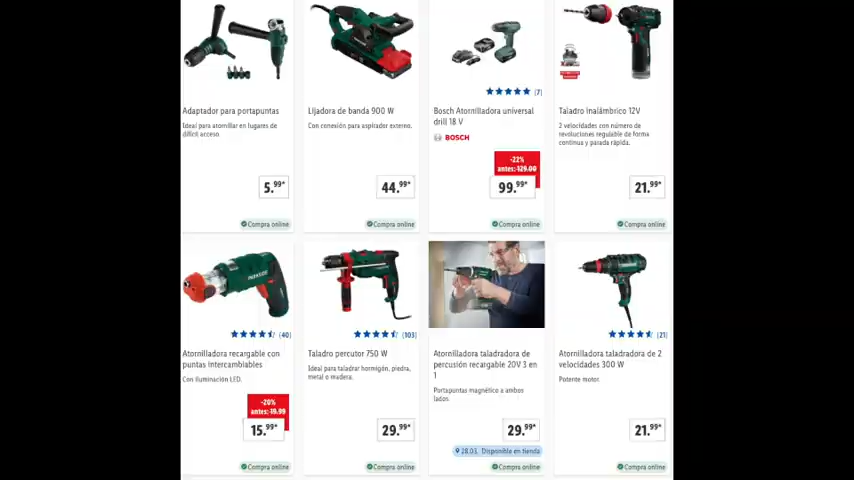 Adaptador para portapuntas
Ideal para atornillar en lugares de
difícil acceso.
5.99*
Compra online
Lijadora de banda 900 W
Con conexión para aspirador externo.
44.99*
Compra online
(7)
Bosch Atornilladora universal
drill 18 V
BOSCH
-22%
antes: 129.00
99.99*
Compra online
Taladro inalámbrico 12V
2 velocidades con número de
revoluciones regulable de forma
continua y parada rápida.
21.99*
Compra online
PARKSIDE
(40)
Atornilladora recargable con
puntas intercambiables
Con iluminación LED.
-20%
antes: 19.99
15.99*
Compra online
(103)
Taladro percutor 750 W
Ideal para taladrar hormigón, piedra,
metal o madera.
29.99*
Compra online
Atornilladora taladradora de
percusión recargable 20V 3 en
1
Portapuntas magnético a ambos
lados.
29.99*
28.03. Disponible en tienda
Compra online
(21)
Atornilladora taladradora de 2
velocidades 300 W
Potente motor.
21.99*
Compra online